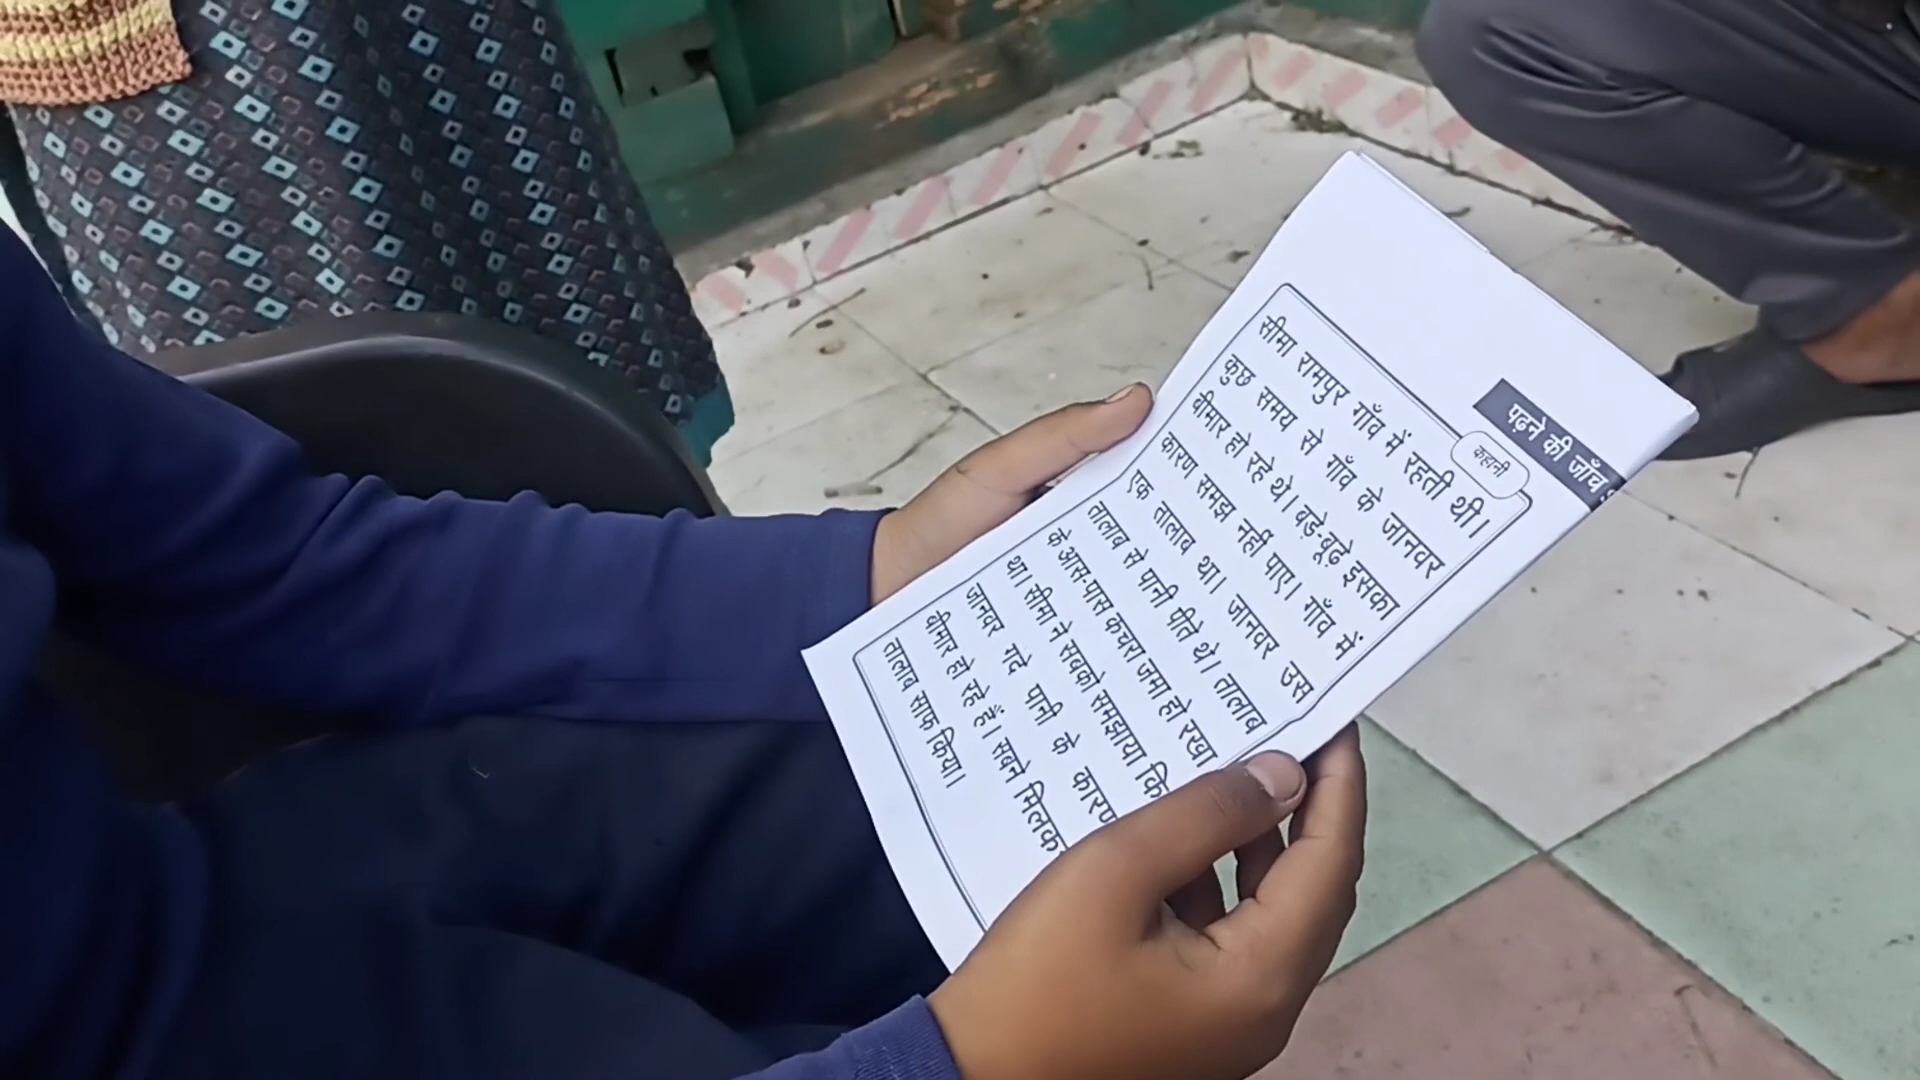 पढ़ने की जाँच
कहानी
सीमा रामपुर गाँव में रहती थी।
कुछ समय से गाँव के जानवर
बीमार हो रहे थे। बड़े-बूढ़े इसका
कारण समझ नहीं पाए। गाँव में
एक तालाब था। जानवर उस
तालाब से पानी पीते थे। तालाब
के आस-पास कचरा जमा हो रखा
था। सीमा ने सबको समझाया कि
जानवर गंदे पानी के कारण
बीमार हो रहे हैं। सबने मिलक
तालाब साफ किया।